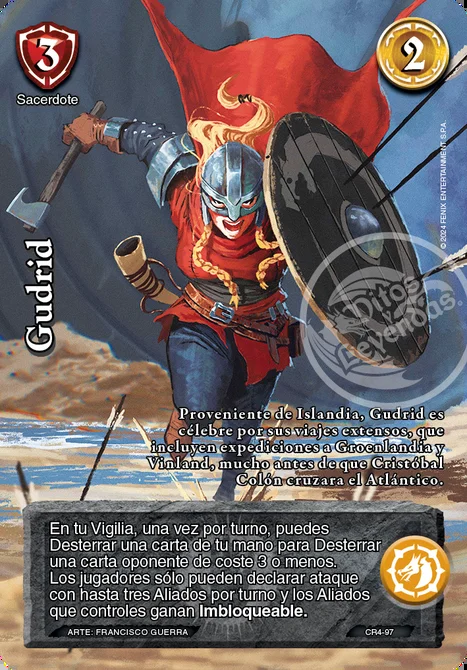 3
2
Sacerdote
© 2024 FENIX ENTERTAINMENT S.P.A.
Gudrid
Ditos
Leyendas.
Proveniente de Islandia, Gudrid es
célebre por sus viajes extensos, que
incluyen expediciones a Groenlandia y
Vinland, mucho antes de que Cristóbal
Colón cruzara el Atlántico.
En tu Vigilia, una vez por turno, puedes
Desterrar una carta de tu mano para Desterrar
una carta oponente de coste 3 o menos.
Los jugadores sólo pueden declarar ataque
con hasta tres Aliados por turno y los Aliados
que controles ganan Imbloqueable.
ARTE: FRANCISCO GUERRA
CR4-97